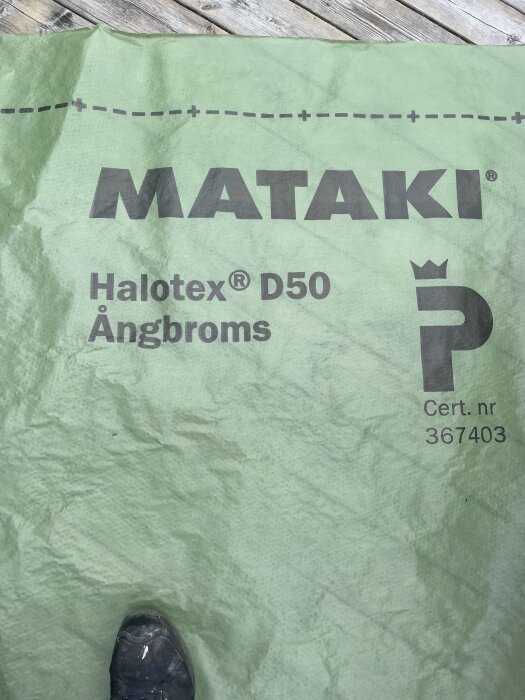 MATAKI®
Halotex® D50
Ångbroms
P
Cert. nr
367403